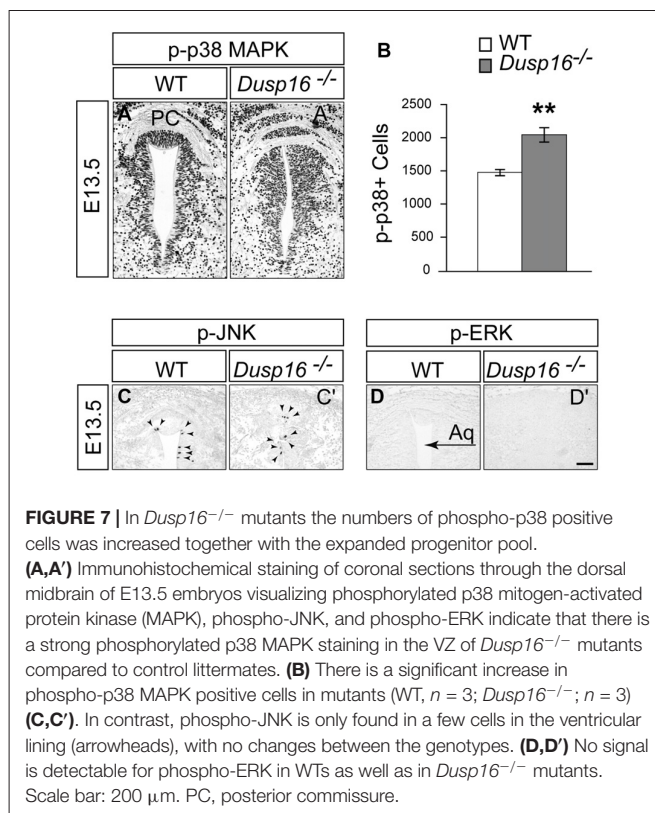 p-p38 MAPK
WT
Dusp16 -/-
A
PC
A'
E13.5
B
WT
Dusp16-/-
**
2500
2000
1500
1000
500
0
p-p38+ Cells
p-JNK
p-ERK
WT
Dusp16 -/-
WT
Dusp16 -/-
E13.5
C
C'
D
Aq
D'
FIGURE 7 | In Dusp16−/− mutants the numbers of phospho-p38 positive
cells was increased together with the expanded progenitor pool.
(A,A′) Immunohistochemical staining of coronal sections through the dorsal
midbrain of E13.5 embryos visualizing phosphorylated p38 mitogen-activated
protein kinase (MAPK), phospho-JNK, and phospho-ERK indicate that there is
a strong phosphorylated p38 MAPK staining in the VZ of Dusp16−/− mutants
compared to control littermates. (B) There is a significant increase in
phospho-p38 MAPK positive cells in mutants (WT, n = 3; Dusp16−/−; n = 3)
(C,C′). In contrast, phospho-JNK is only found in a few cells in the ventricular
lining (arrowheads), with no changes between the genotypes. (D,D′) No signal
is detectable for phospho-ERK in WTs as well as in Dusp16−/− mutants.
Scale bar: 200 μm. PC, posterior commissure.